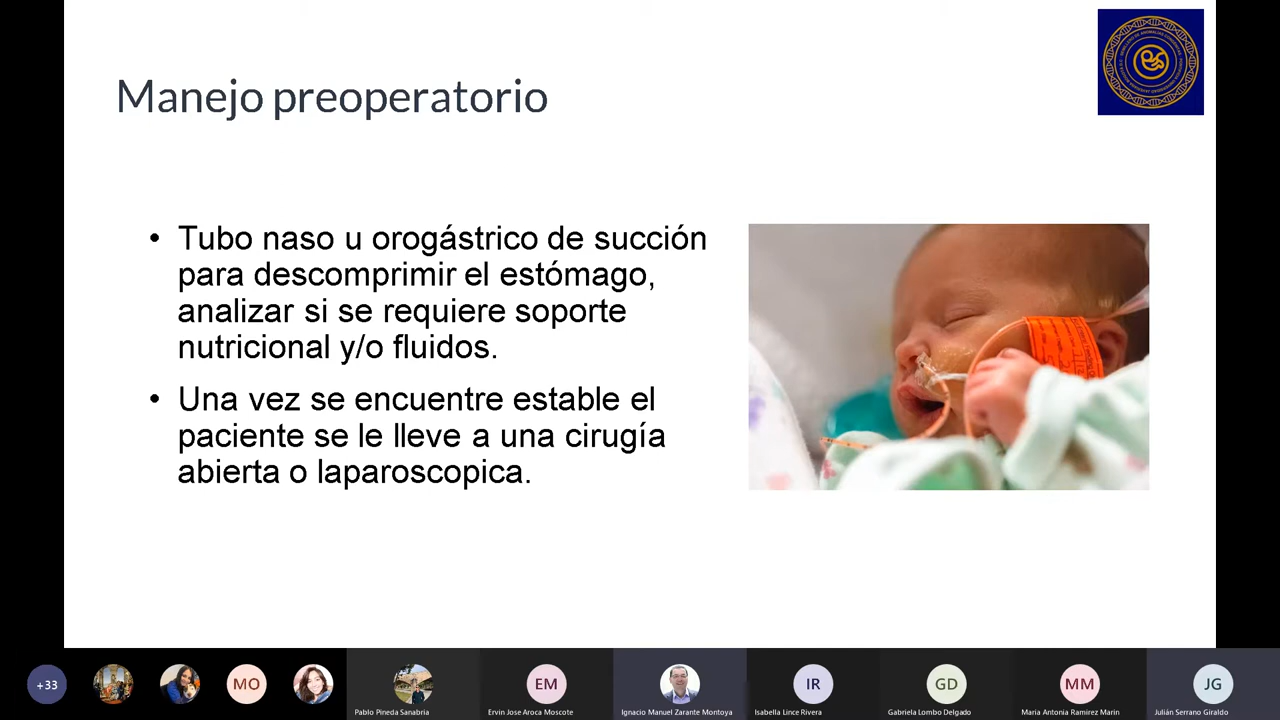 Manejo preoperatorio
• Tubo naso u orogástrico de succión
para descomprimir el estómago,
analizar si se requiere soporte
nutricional y/o fluidos.
• Una vez se encuentre estable el
paciente se le lleve a una cirugía
abierta o laparoscopica.
+33
MO
EM
IR
GD
MM
JG
Pablo Pineda Sanabria
Ervin Jose Aroca Moscote
Ignacio Manuel Zarante Montoya
Isabella Lince Rivera
Gabriela Lombo Delgado
Maria Antonia Ramirez Marin
Julián Serrano Giraldo